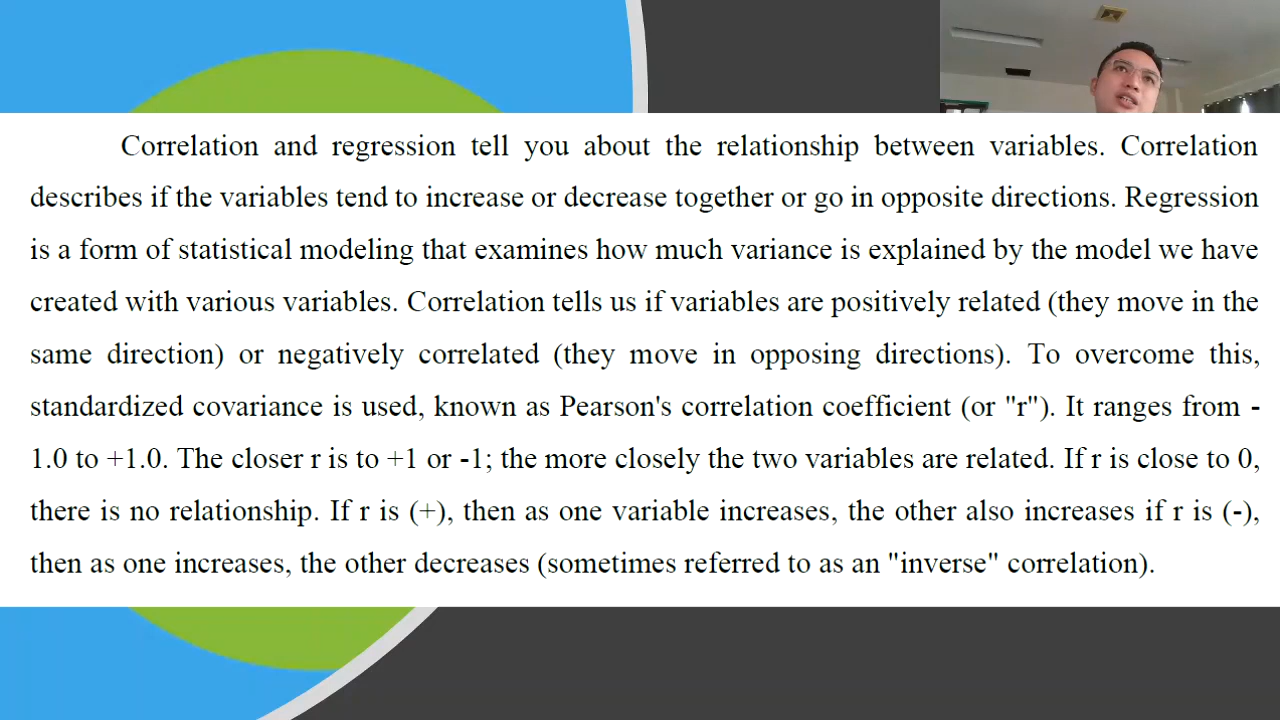 Correlation and regression tell you about the relationship between variables. Correlation
describes if the variables tend to increase or decrease together or go in opposite directions. Regression
is a form of statistical modeling that examines how much variance is explained by the model we have
created with various variables. Correlation tells us if variables are positively related (they move in the
same direction) or negatively correlated (they move in opposing directions). To overcome this,
standardized covariance is used, known as Pearson's correlation coefficient (or "r"). It ranges from -
1.0 to +1.0. The closer r is to +1 or -1; the more closely the two variables are related. If r is close to 0,
there is no relationship. If r is (+), then as one variable increases, the other also increases if r is (-),
then as one increases, the other decreases (sometimes referred to as an "inverse" correlation).